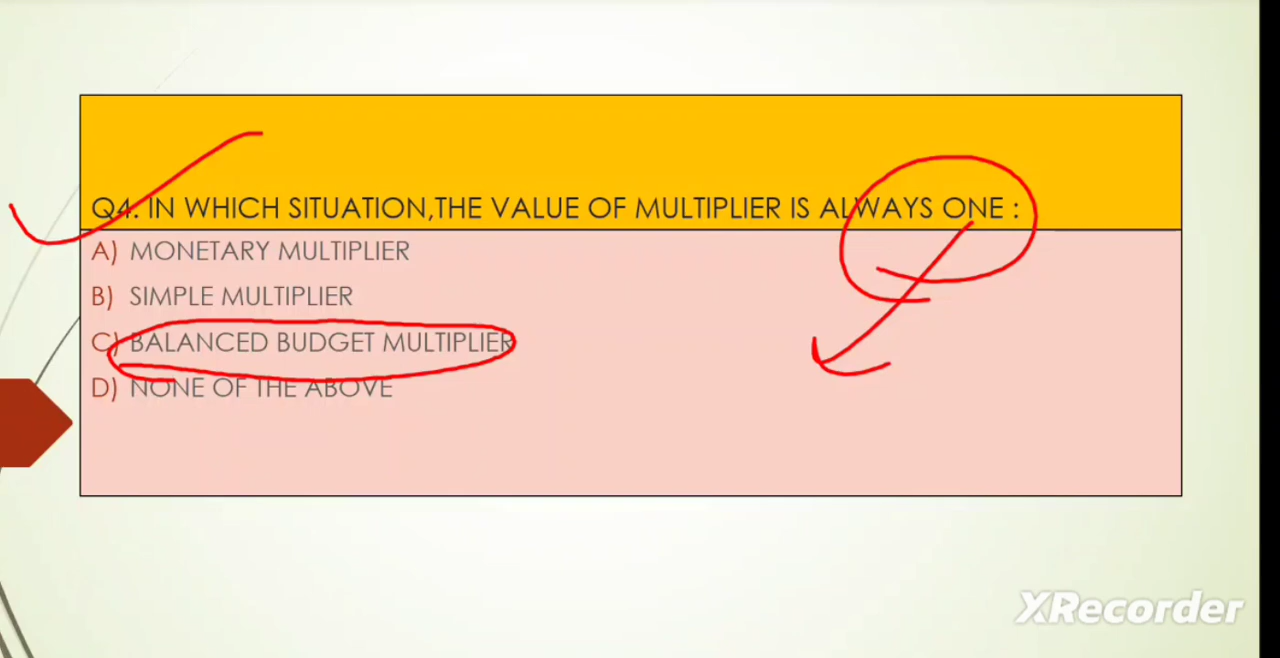 Q4. IN WHICH SITUATION,THE VALUE OF MULTIPLIER IS ALWAYS ONE :
A) MONETARY MULTIPLIER
B) SIMPLE MULTIPLIER
C) BALANCED BUDGET MULTIPLIER
D) NONE OF THE ABOVE
XRecorder